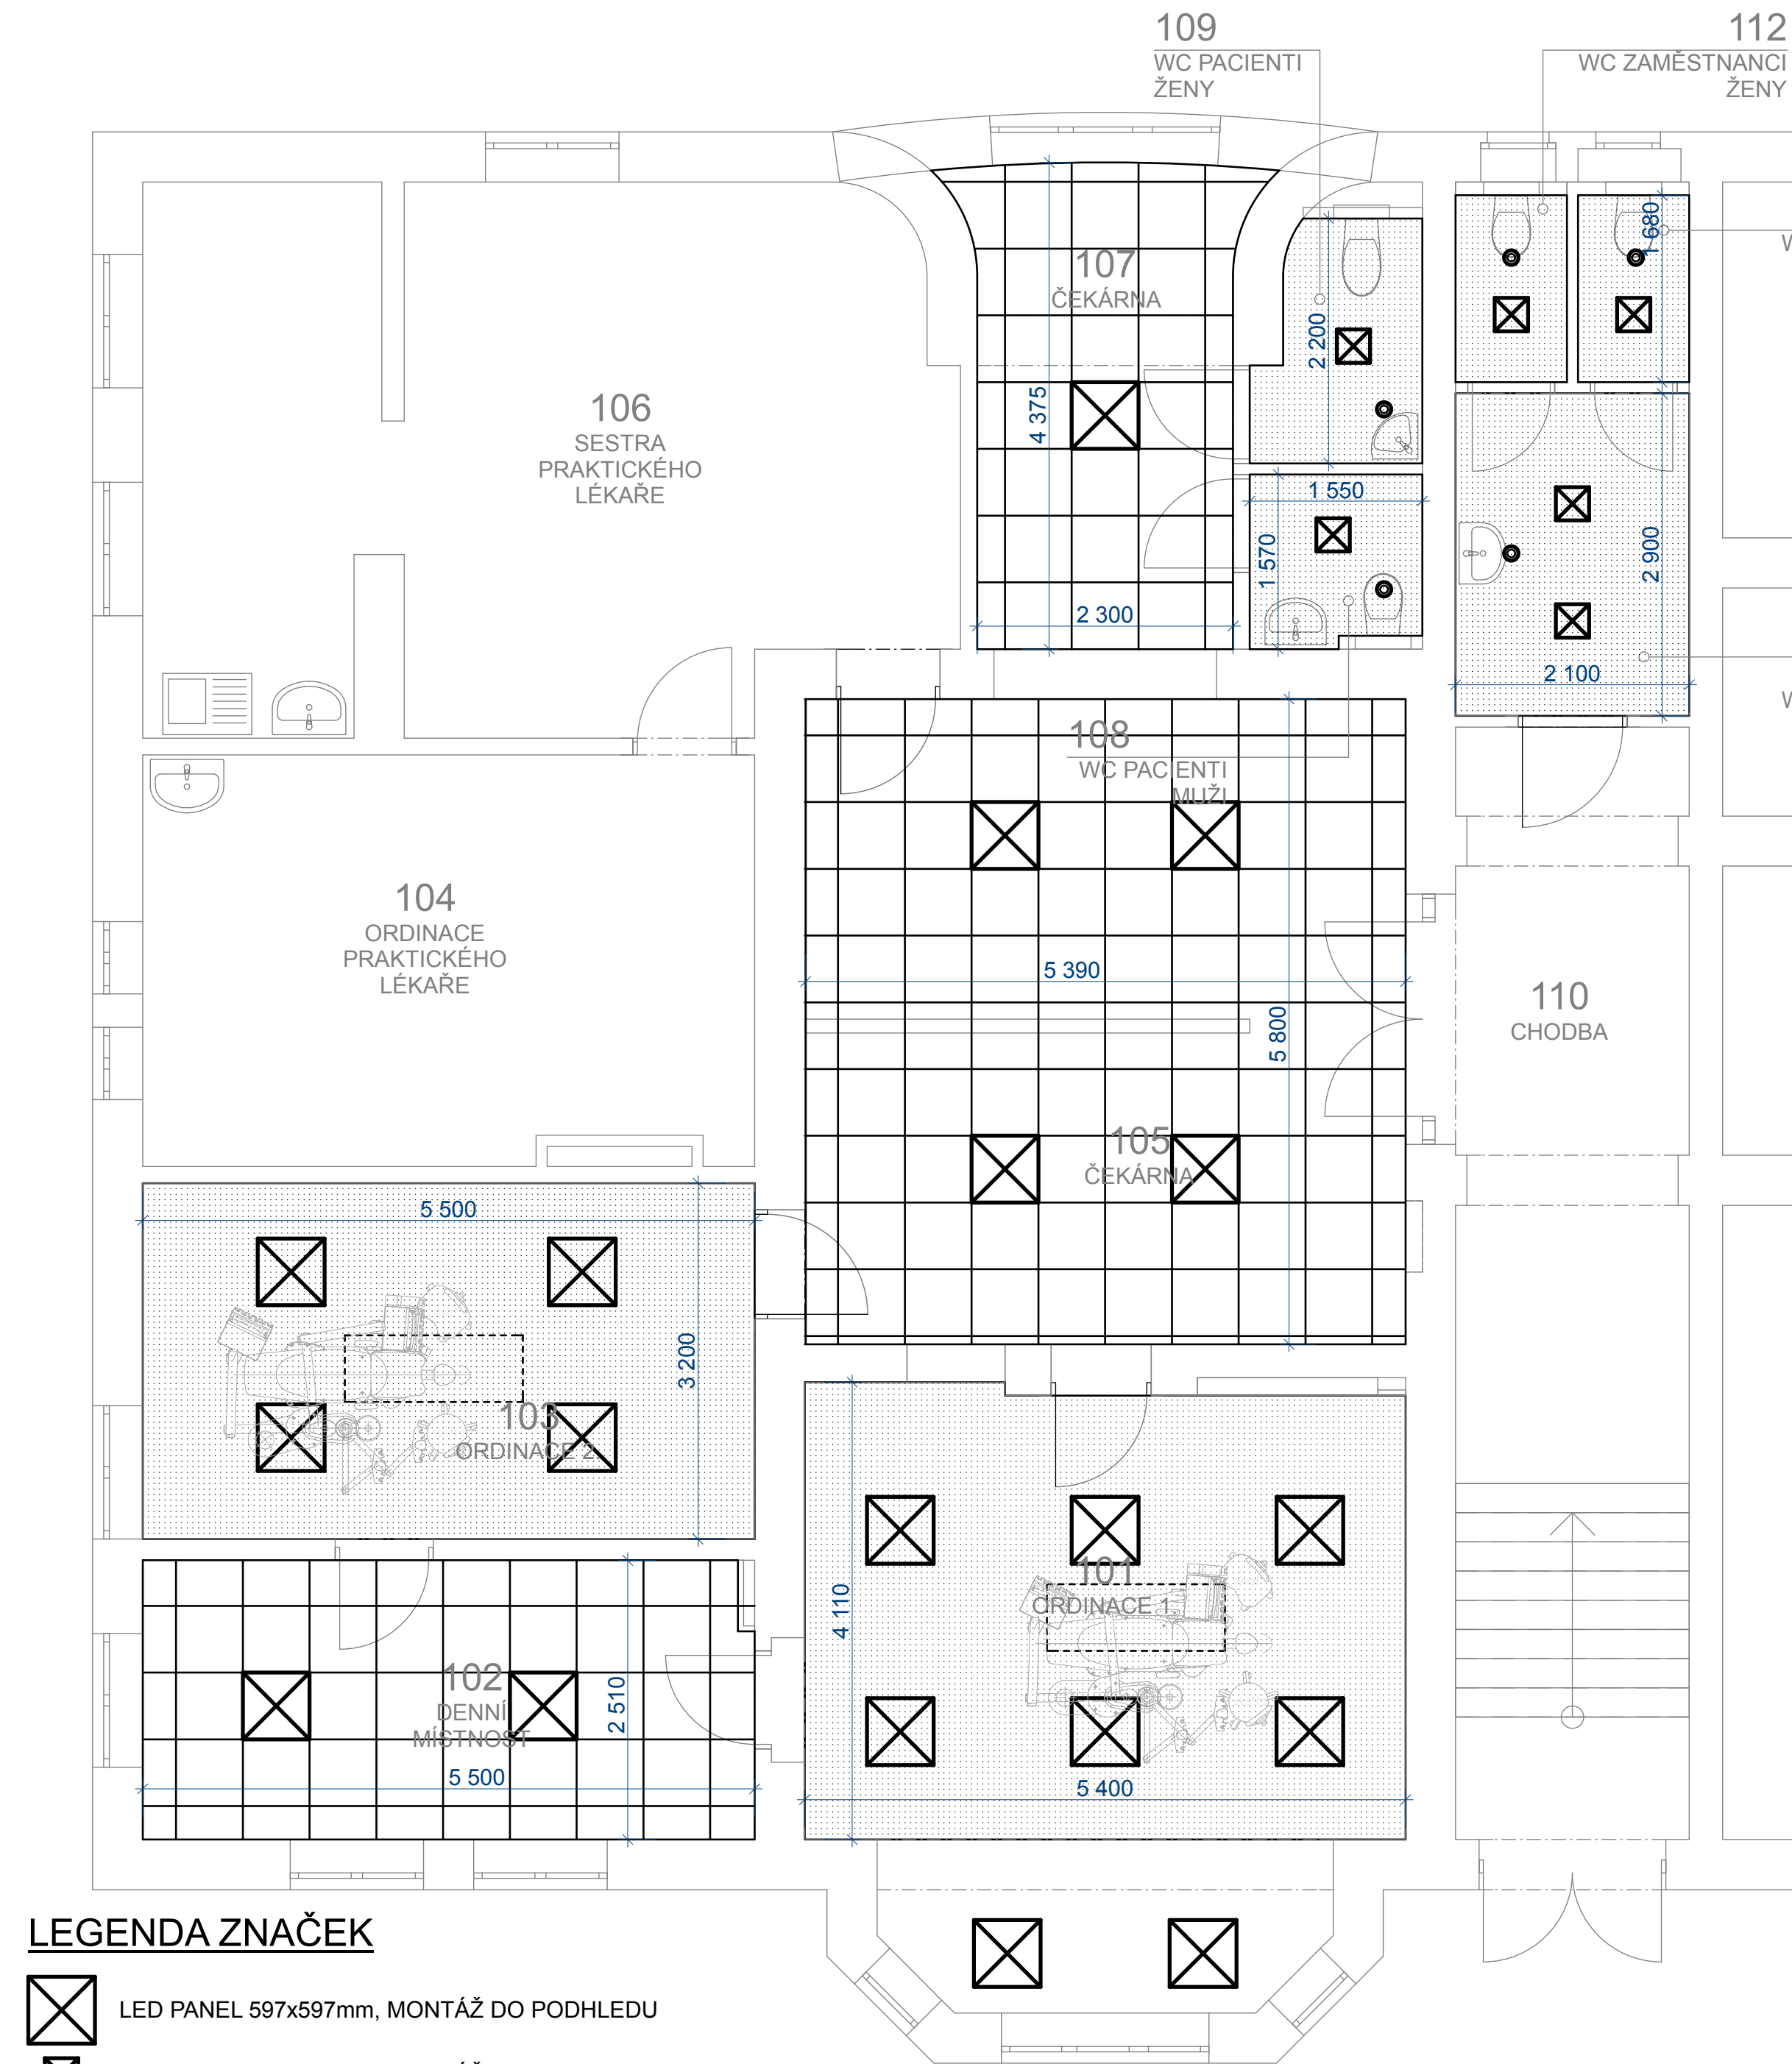 109
WC PACIENTI
ŽENY
112
WC ZAMĚSTNANCI
ŽENY
1 680
W
107
ČEKÁRNA
2 200
4 375
106
SESTRA
PRAKTICKÉHO
LÉKAŘE
1 550
1 570
2 900
2 300
2 100
W
108
WC PACIENTI
MUŽI
104
ORDINACE
PRAKTICKÉHO
LÉKAŘE
5 390
5 800
110
CHODBA
105
ČEKÁRNA
5 500
3 200
103
ORDINACE 2.
101
ORDINACE 1.
4 110
102
DENNÍ
MÍSTNOST
2 510
5 500
5 400
LEGENDA ZNAČEK
LED PANEL 597x597mm, MONTÁŽ DO PODHLEDU